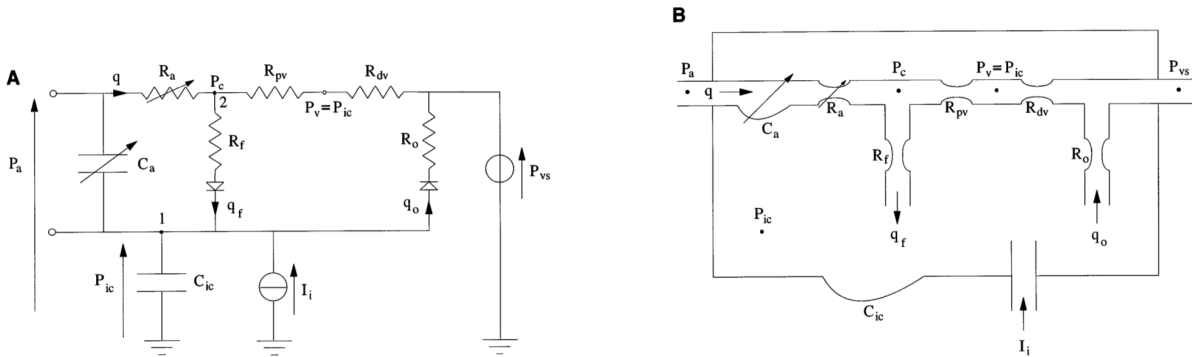 A
q
R_a
P_c
R_pv
R_dv
2
P_v=P_ic
R_f
R_o
P_a
C_a
P_vs
q_f
q_o
1
P_ic
C_ic
I_i
B
P_a
P_c
P_v=P_ic
P_vs
q
C_a
R_a
R_pv
R_dv
R_f
R_o
P_ic
q_f
q_o
C_ic
I_i